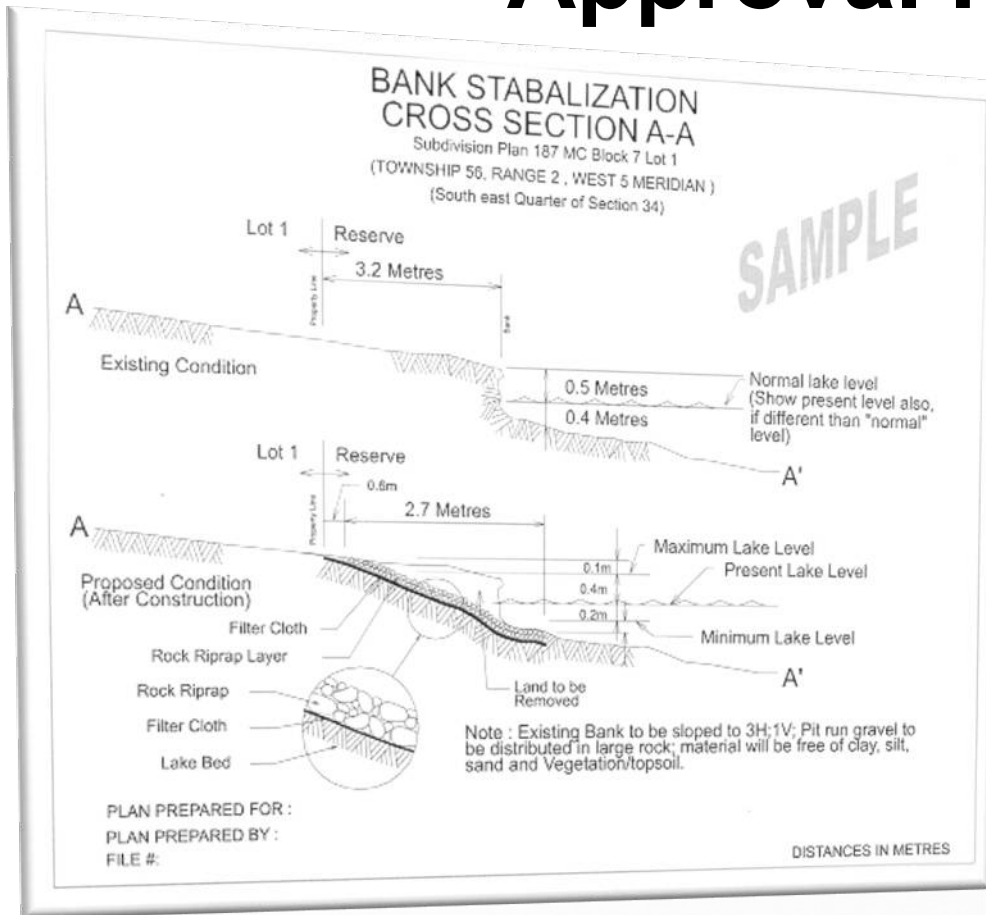 BANK STABALIZATION
CROSS SECTION A-A
Subdivision Plan 187 MC Block 7 Lot 1
(TOWNSHIP 56, RANGE 2 , WEST 5 MERIDIAN )
(South east Quarter of Section 34)
SAMPLE
Lot 1
Reserve
3.2 Metres
Property Line
Bank
A
Existing Condition
0.5 Metres
0.4 Metres
Normal lake level
(Show present level also,
if different than "normal"
level)
A'
Lot 1
Reserve
0.6m
2.7 Metres
Property Line
A
Proposed Condition
(After Construction)
Maximum Lake Level
0.1m
Present Lake Level
0.4m
0.2m
Minimum Lake Level
Filter Cloth
Rock Riprap Layer
A'
Land to be
Removed
Rock Riprap
Filter Cloth
Lake Bed
Note : Existing Bank to be sloped to 3H;1V; Pit run gravel to
be distributed in large rock; material will be free of clay, silt,
sand and Vegetation/topsoil.
PLAN PREPARED FOR :
PLAN PREPARED BY :
FILE #:
DISTANCES IN METRES